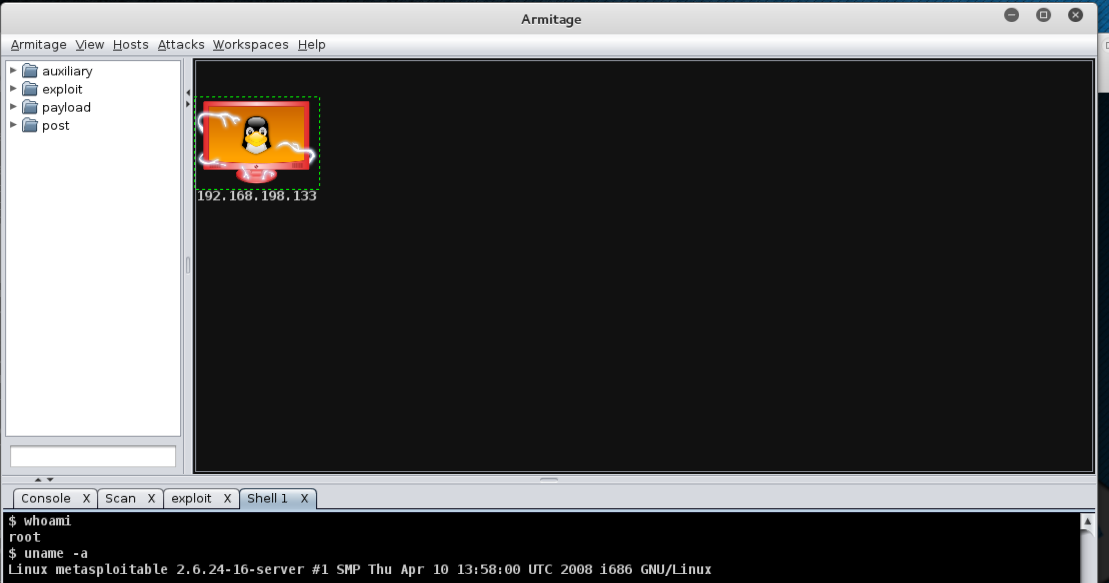 Armitage
Armitage View Hosts Attacks Workspaces Help
auxiliary
exploit
payload
post
192.168.198.133
Console X Scan X exploit X Shell 1 X
$ whoami
root
$ uname -a
Linux metasploitable 2.6.24-16-server #1 SMP Thu Apr 10 13:58:00 UTC 2008 i686 GNU/Linux